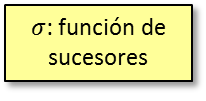 σ: función de
sucesores